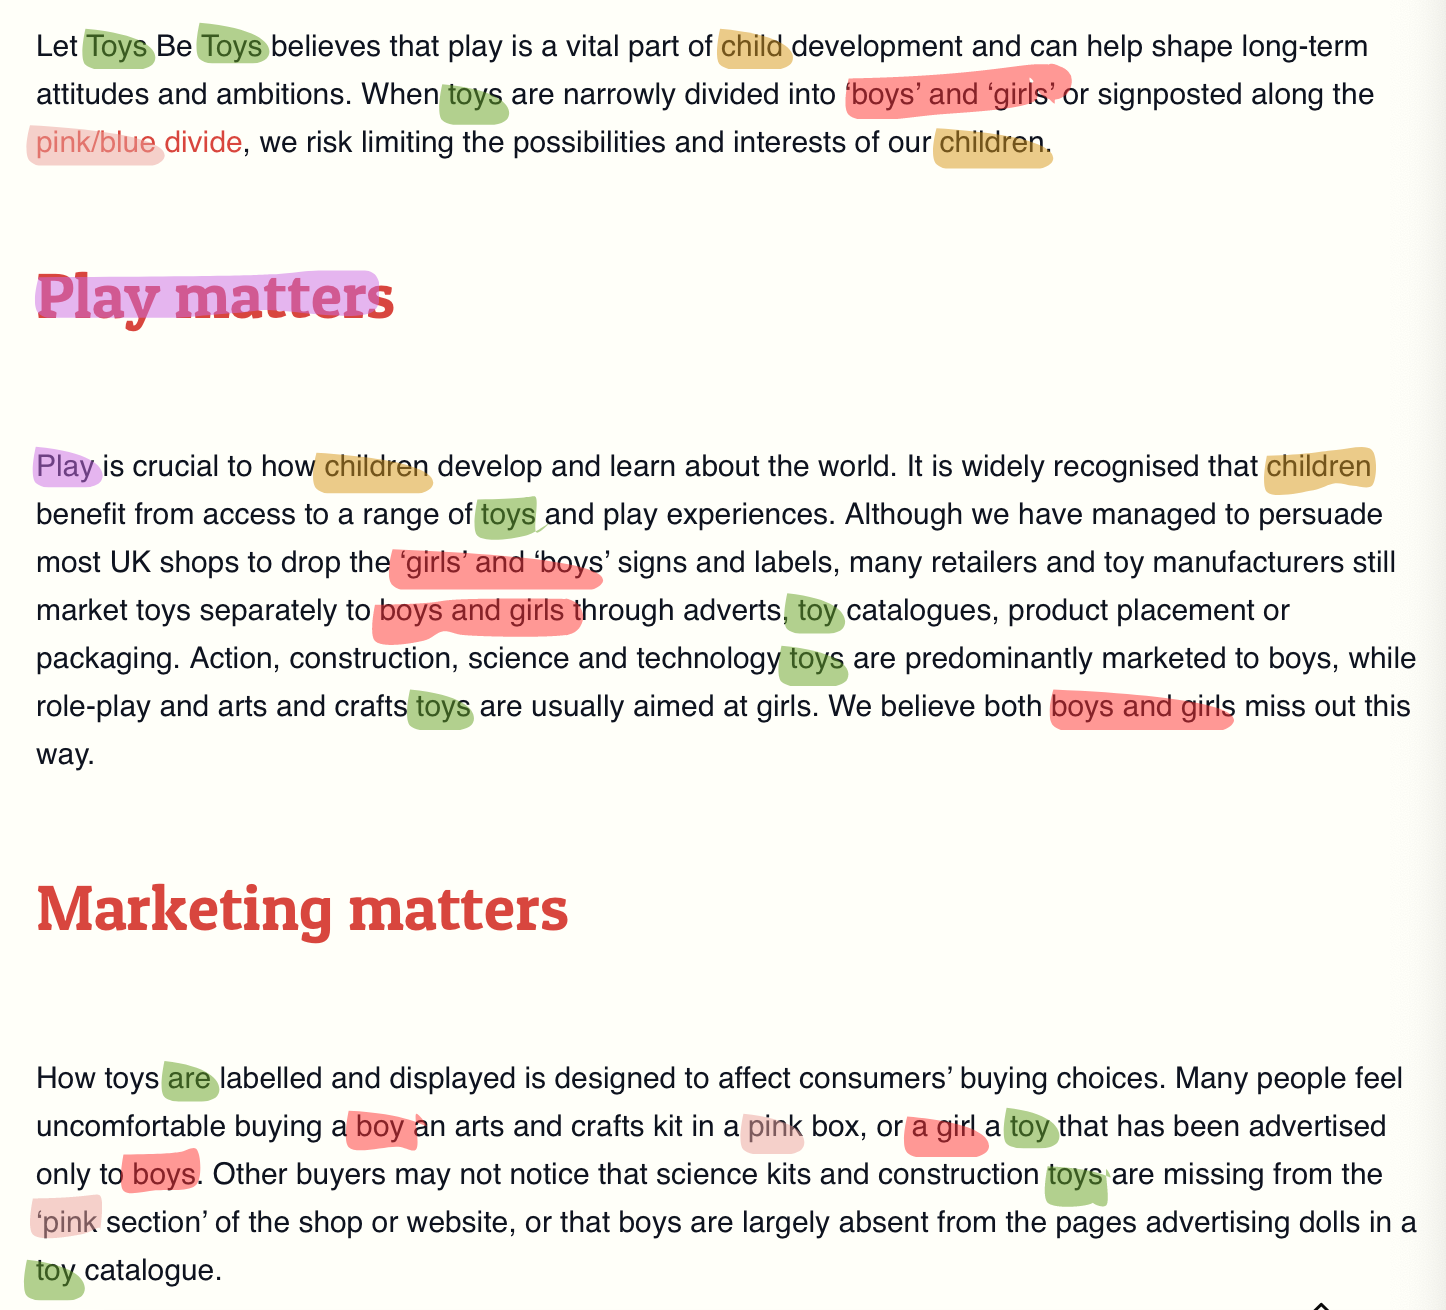 Let Toys Be Toys believes that play is a vital part of child development and can help shape long-term
attitudes and ambitions. When toys are narrowly divided into ‘boys’ and ‘girls’ or signposted along the
pink/blue divide, we risk limiting the possibilities and interests of our children.
Play matters
Play is crucial to how children develop and learn about the world. It is widely recognised that children
benefit from access to a range of toys and play experiences. Although we have managed to persuade
most UK shops to drop the ‘girls’ and ‘boys’ signs and labels, many retailers and toy manufacturers still
market toys separately to boys and girls through adverts, toy catalogues, product placement or
packaging. Action, construction, science and technology toys are predominantly marketed to boys, while
role-play and arts and crafts toys are usually aimed at girls. We believe both boys and girls miss out this
way.
Marketing matters
How toys are labelled and displayed is designed to affect consumers’ buying choices. Many people feel
uncomfortable buying a boy an arts and crafts kit in a pink box, or a girl a toy that has been advertised
only to boys. Other buyers may not notice that science kits and construction toys are missing from the
‘pink section’ of the shop or website, or that boys are largely absent from the pages advertising dolls in a
toy catalogue.